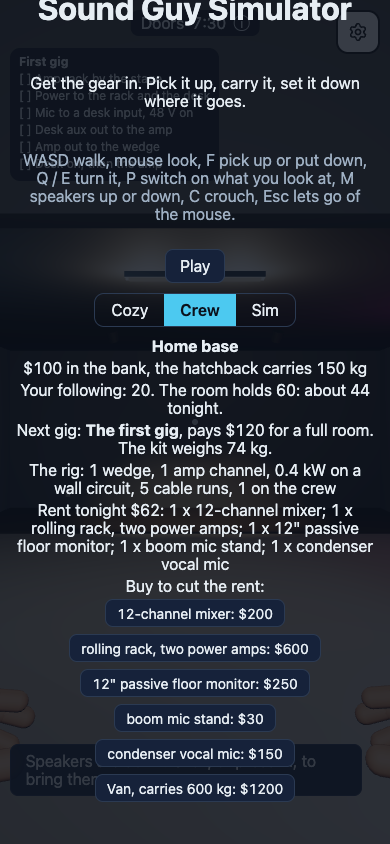 Sound Guy Simulator
Doors 7:30 ⓘ
First gig
Get the gear in. Pick it up, carry it, set it down
where it goes.
[ ] Power to the rack and the desk
[ ] Mic to a desk input, 48 V on
[ ] Desk aux out to the amp
[ ] Amp out to the wedge
WASD walk, mouse look, F pick up or put down,
Q / E turn it, P switch on what you look at, M
speakers up or down, C crouch, Esc lets go of
the mouse.
Play
Cozy Crew Sim
Home base
$100 in the bank, the hatchback carries 150 kg
Your following: 20. The room holds 60: about 44
tonight.
Next gig: The first gig, pays $120 for a full room.
The kit weighs 74 kg.
The rig: 1 wedge, 1 amp channel, 0.4 kW on a
wall circuit, 5 cable runs, 1 on the crew
Rent tonight $62: 1 x 12-channel mixer; 1 x
rolling rack, two power amps; 1 x 12" passive
floor monitor; 1 x boom mic stand; 1 x condenser
vocal mic
Buy to cut the rent:
12-channel mixer: $200
rolling rack, two power amps: $600
12" passive floor monitor: $250
boom mic stand: $30
condenser vocal mic: $150
Speakers to
bring them
Van, carries 600 kg: $1200